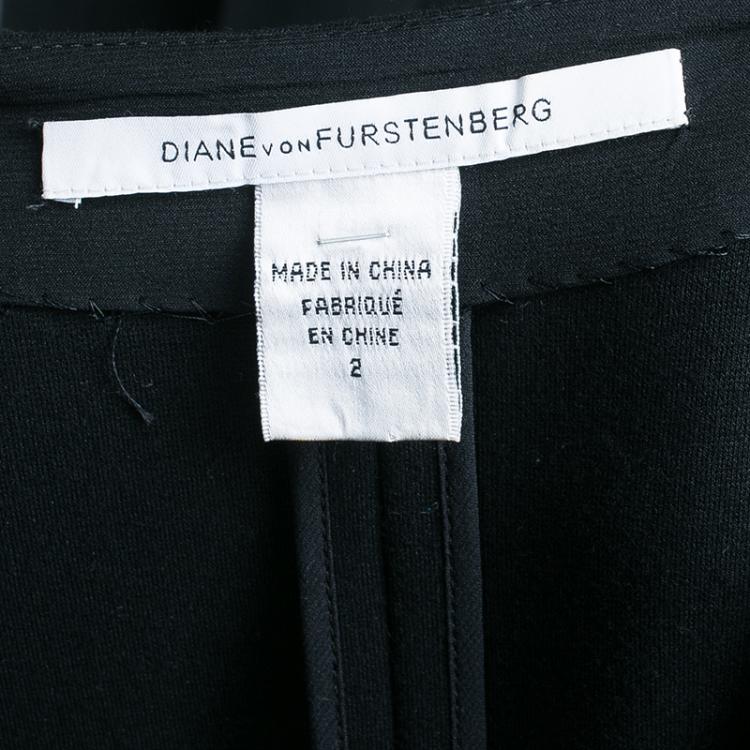 DIANE VON FURSTENBERG
MADE IN CHINA
FABRIQUÉ
EN CHINE
2